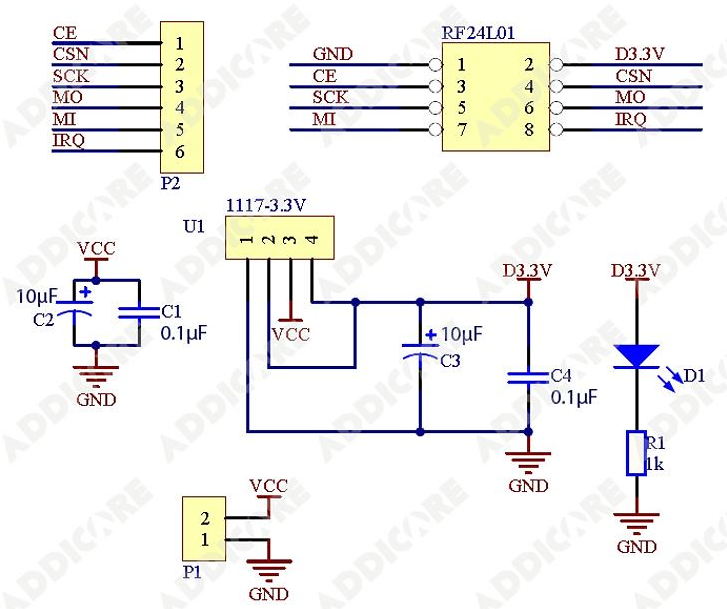 CE 1
CSN 2
SCK 3
MO 4
MI 5
IRQ 6
P2
RF24L01
GND 1 2 D3.3V
CE 3 4 CSN
SCK 5 6 MO
MI 7 8 IRQ
1117-3.3V
U1
1 2 3 4
VCC
10µF +
C2
C1
0.1µF
GND
VCC
D3.3V
+ 10µF
C3
C4
0.1µF
GND
D3.3V
D1
R1
1k
GND
VCC
2
1
P1
GND
ADDICORE